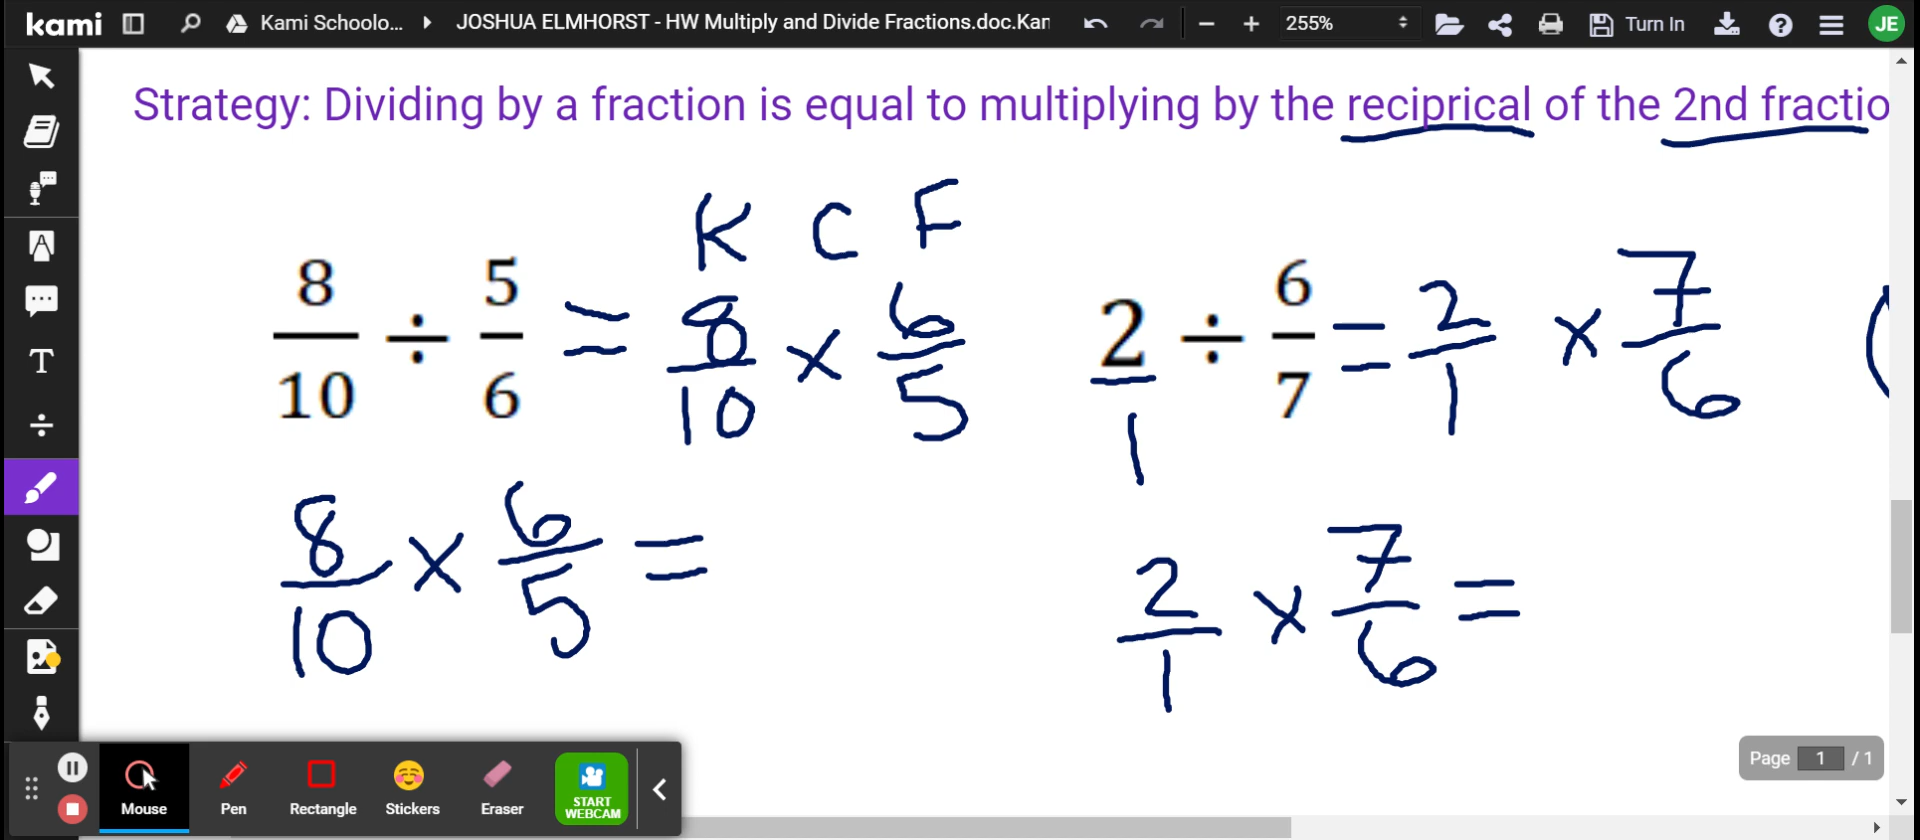 kami Kami Schoolo... JOSHUA ELMHORST - HW Multiply and Divide Fractions.doc.Kar − + 255% Turn In ? JE
Strategy: Dividing by a fraction is equal to multiplying by the reciprical of the 2nd fractio
K C F
8/10 ÷ 5/6 = 8/10 × 6/5
2/1 ÷ 6/7 = 2/1 × 7/6 (
8/10 × 6/5 =
2/1 × 7/6 =
A
T
÷
Page 1 / 1
Mouse Pen Rectangle Stickers Eraser START WEBCAM <